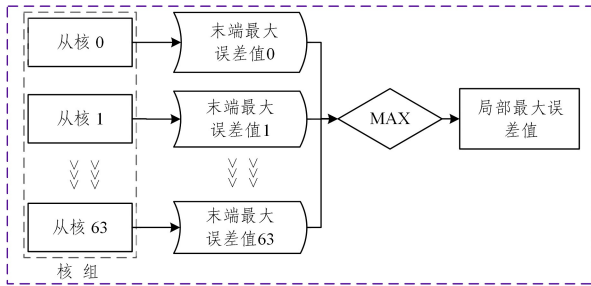 从核 0
末端最大
误差值0
从核 1
末端最大
误差值1
MAX
局部最大误
差值
从核 63
末端最大
误差值63
核 组